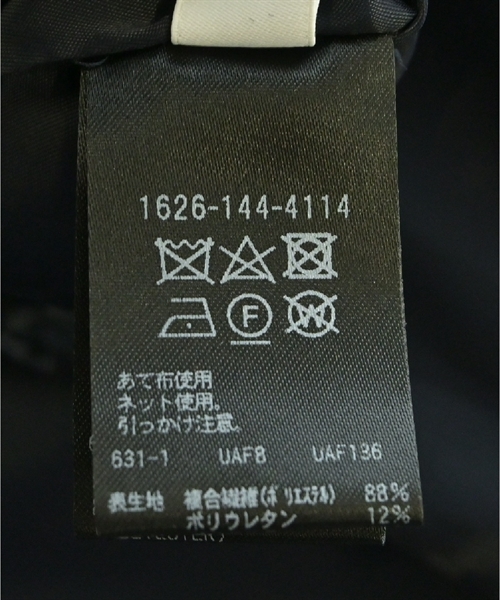 1626-144-4114
F
W
あて布使用
ネット使用。
引っかけ注意。
631-1 UAF8 UAF136
表生地 複合繊維(ポリエステル) 88%
ポリウレタン 12%